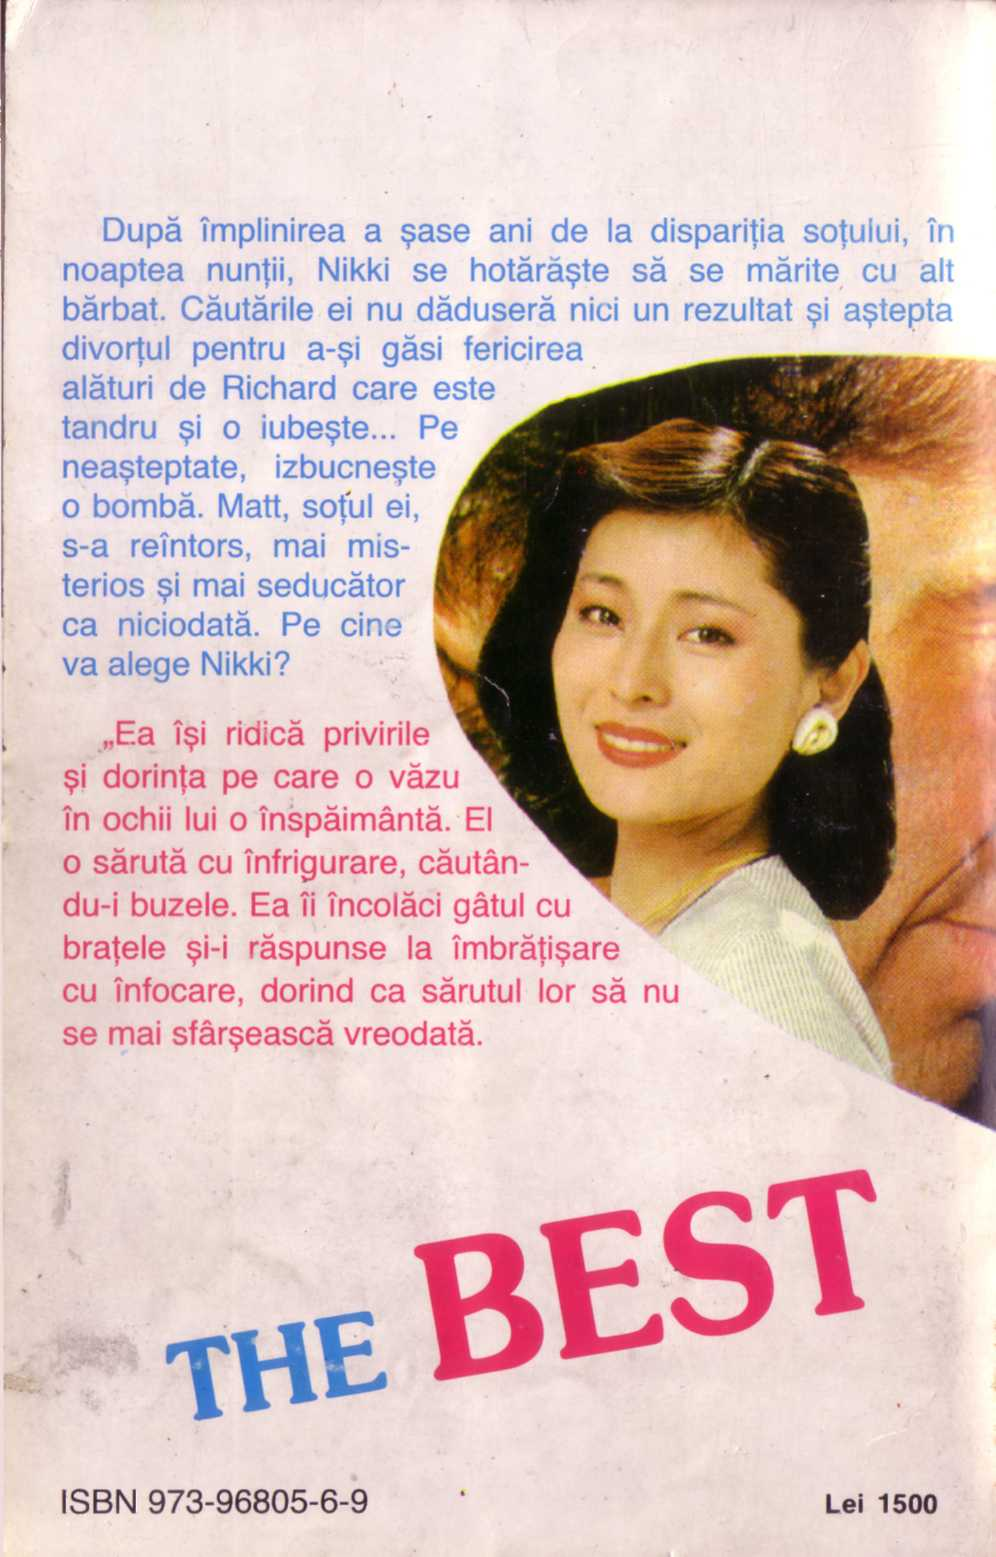 După împlinirea a șase ani de la dispariția soțului, în
noaptea nunții, Nikki se hotărăște să se mărite cu alt
bărbat. Căutările ei nu dăduseră nici un rezultat și aștepta
divorțul pentru a-și găsi fericirea
alături de Richard care este
tandru și o iubește... Pe
neașteptate, izbucnește
o bombă. Matt, soțul ei,
s-a reîntors, mai mis-
terios și mai seducător
ca niciodată. Pe cine
va alege Nikki?
„Ea își ridică privirile
și dorința pe care o văzu
în ochii lui o înspăimântă. El
o sărută cu înfrigurare, căutân-
du-i buzele. Ea îi încolăci gâtul cu
brațele și-i răspunse la îmbrățișare
cu înfocare, dorind ca sărutul lor să nu
se mai sfârșească vreodată.
THE BEST
ISBN 973-96805-6-9
Lei 1500